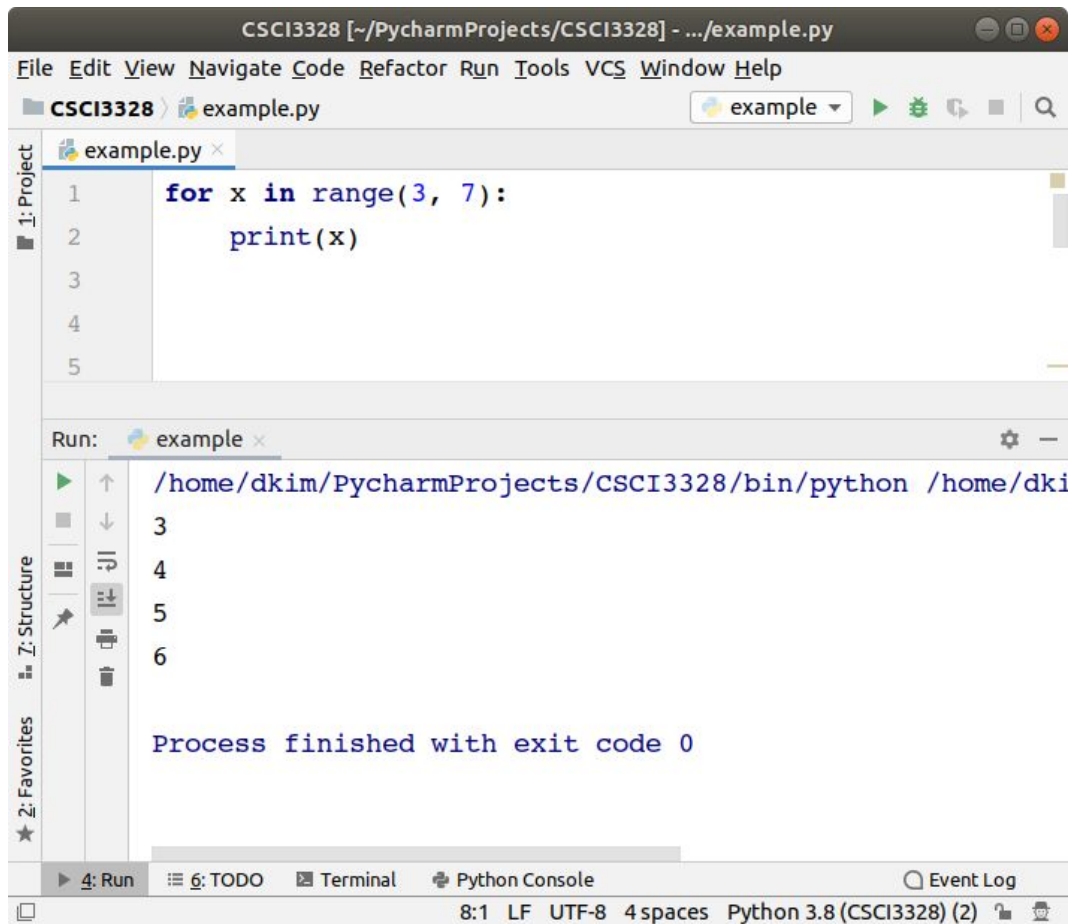 CSCI3328 [~/PycharmProjects/CSCI3328] - .../example.py
File Edit View Navigate Code Refactor Run Tools VCS Window Help
CSCI3328 example.py example
1: Project
example.py
1 for x in range(3, 7):
2     print(x)
3
4
5
Run: example
/home/dkim/PycharmProjects/CSCI3328/bin/python /home/dki
3
4
5
6
Process finished with exit code 0
7: Structure
2: Favorites
4: Run 6: TODO Terminal Python Console Event Log
8:1 LF UTF-8 4 spaces Python 3.8 (CSCI3328) (2)